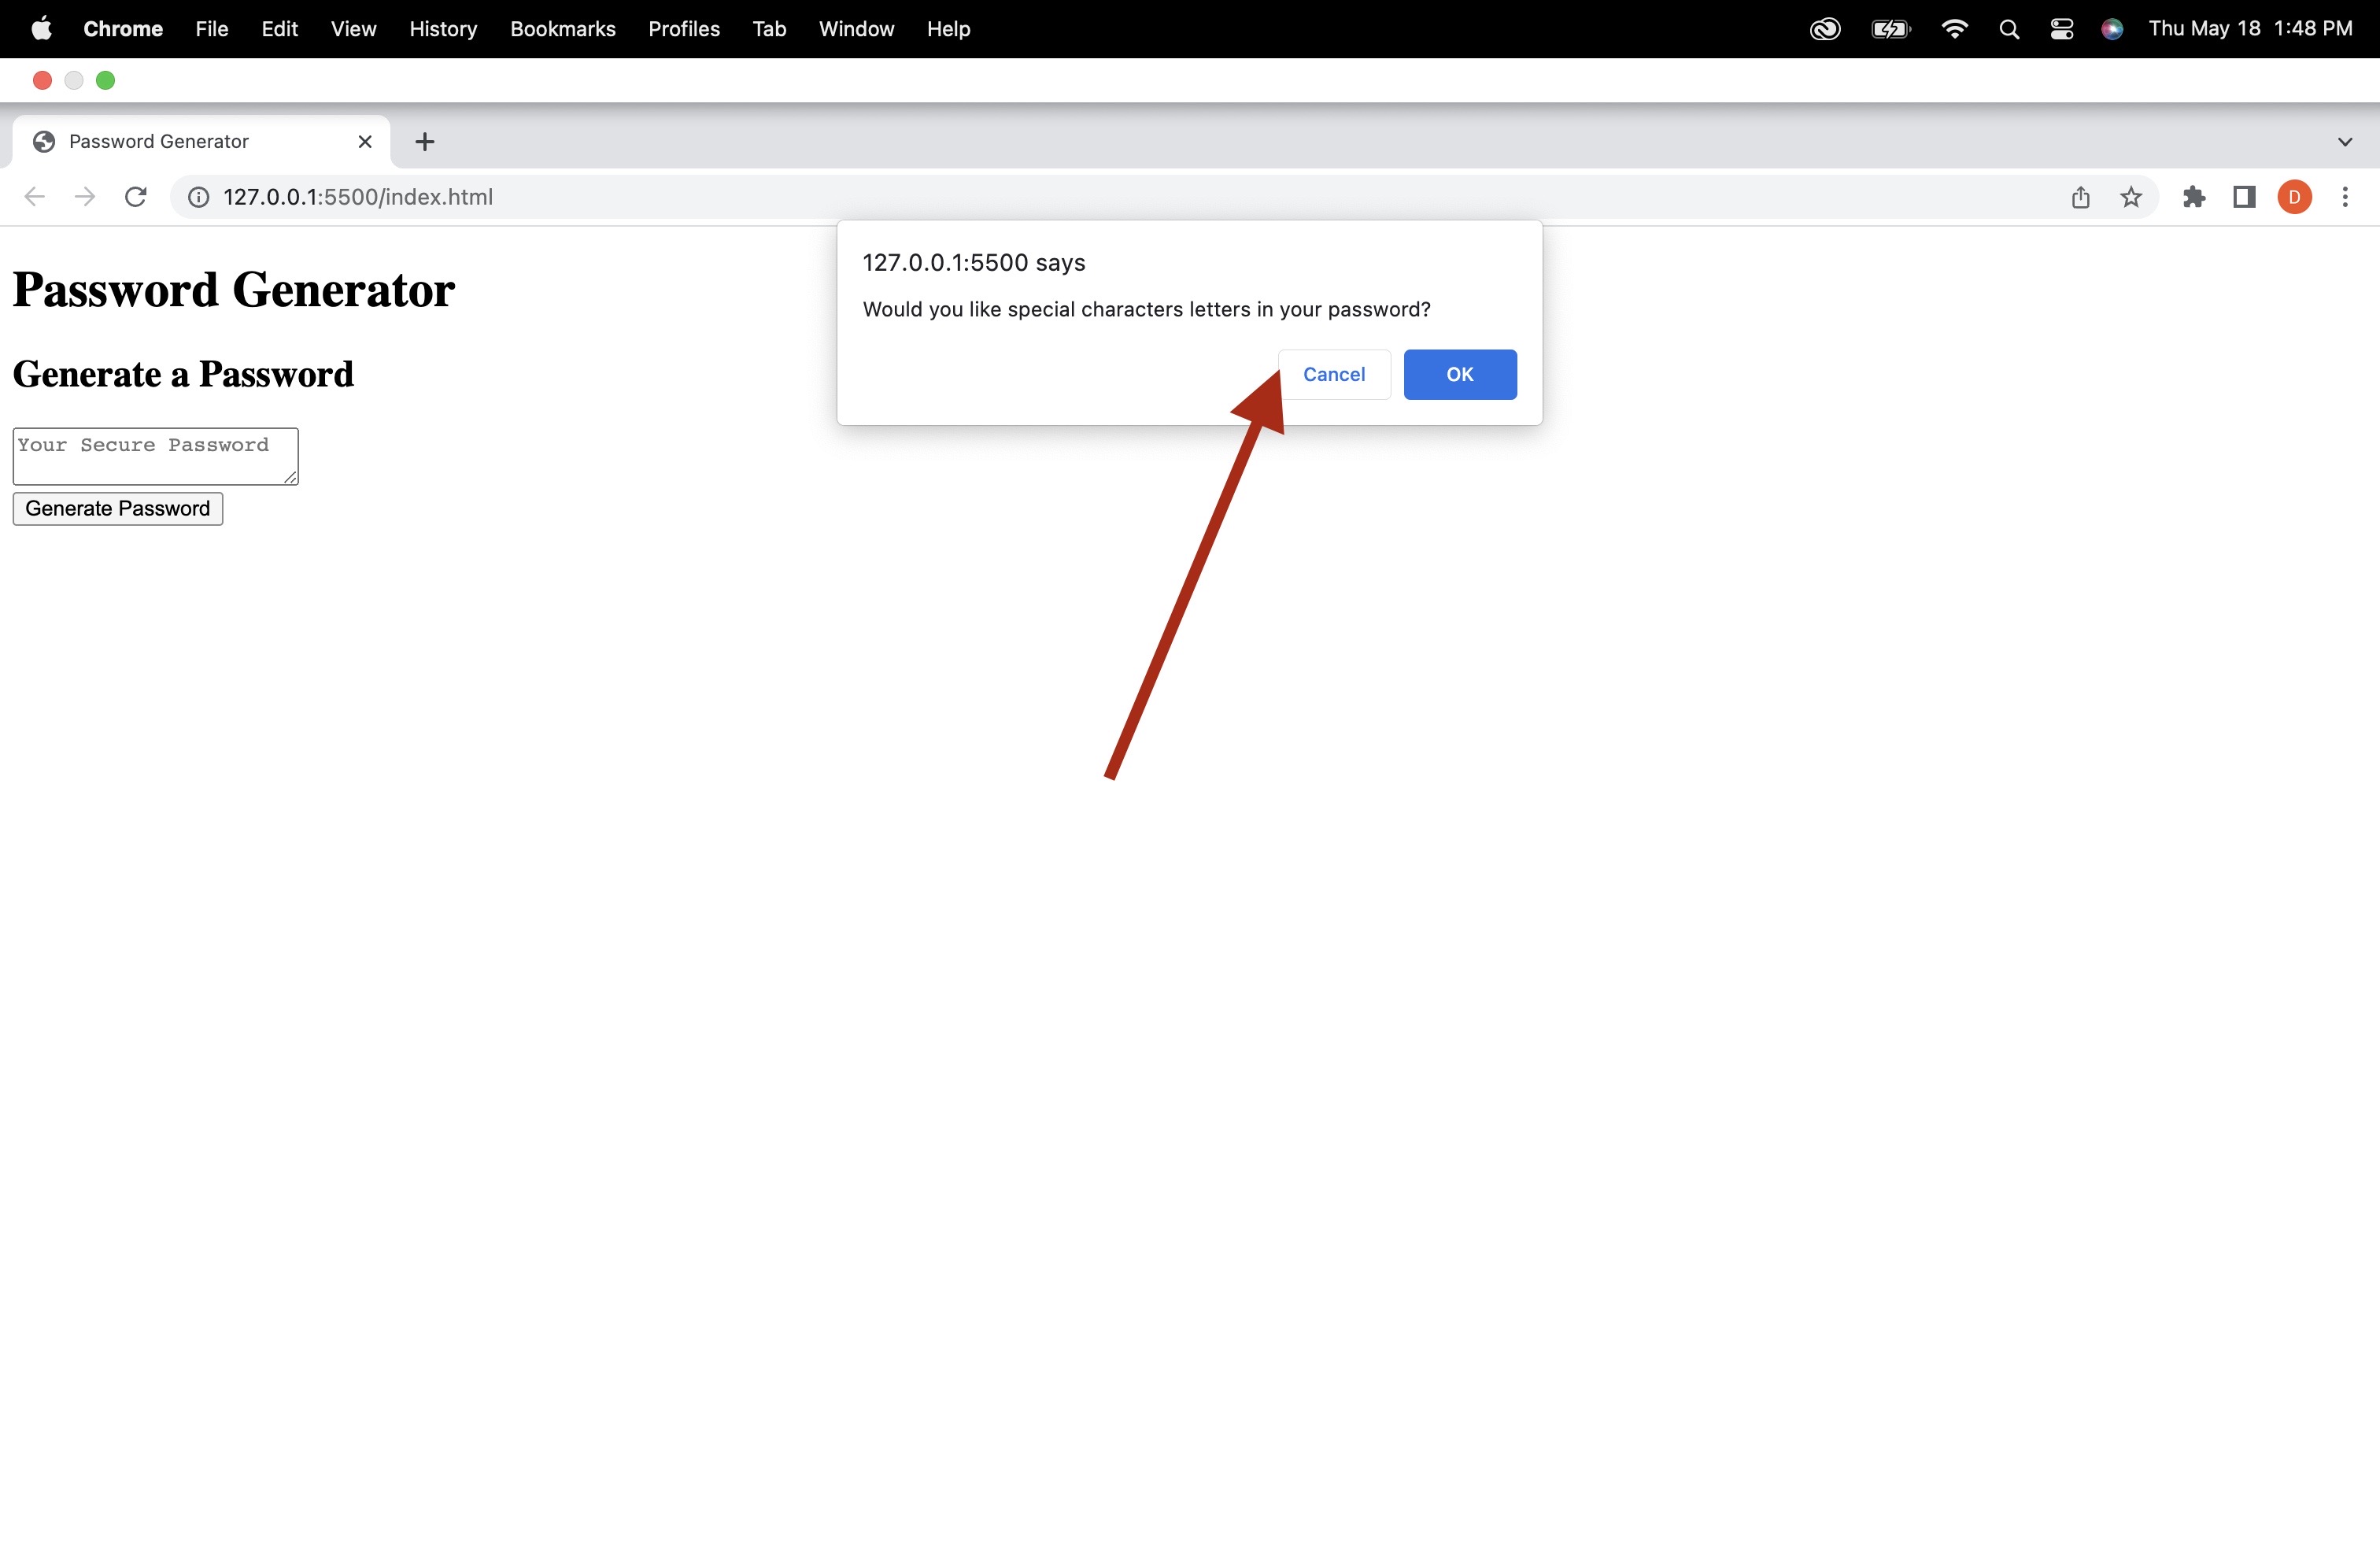 Chrome File Edit View History Bookmarks Profiles Tab Window Help Thu May 18 1:48 PM
Password Generator
127.0.0.1:5500/index.html D
127.0.0.1:5500 says
Would you like special characters letters in your password?
Cancel OK
Password Generator
Generate a Password
Your Secure Password
Generate Password